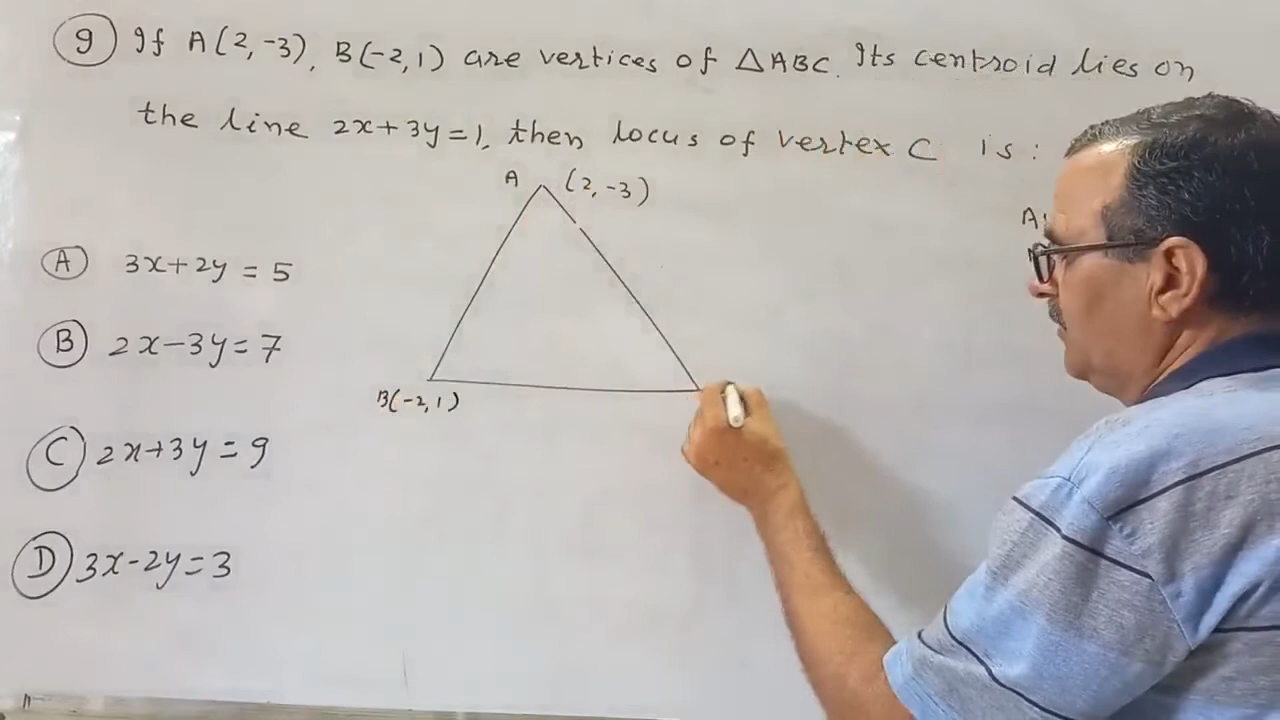 9 If A(2,-3), B(-2,1) are vertices of △ABC. Its centroid lies on
the line 2x+3y=1, then locus of vertex C is:
A (2,-3)
A 3x+2y = 5
B 2x-3y=7
B(-2,1)
C 2x+3y = 9
D 3x-2y=3